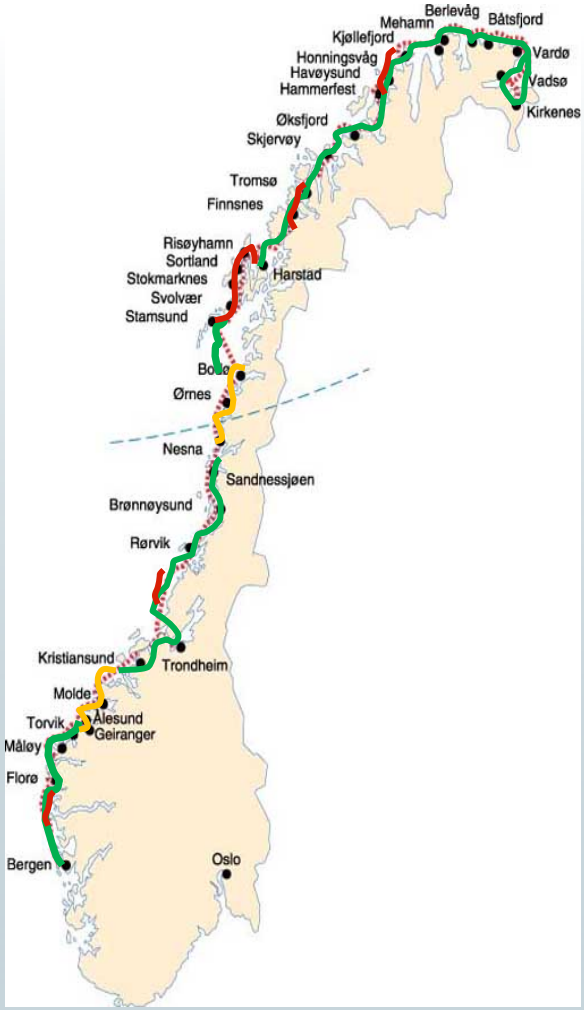 Berlevåg
Mehamn
Båtsfjord
Kjøllefjord
Honningsvåg
Vardø
Havøysund
Vadsø
Hammerfest
Kirkenes
Øksfjord
Skjervøy
Tromsø
Finnsnes
Risøyhamn
Sortland
Harstad
Stokmarknes
Svolvær
Stamsund
Bodø
Ørnes
Nesna
Sandnessjøen
Brønnøysund
Rørvik
Kristiansund
Trondheim
Molde
Ålesund
Torvik
Geiranger
Måløy
Florø
Oslo
Bergen